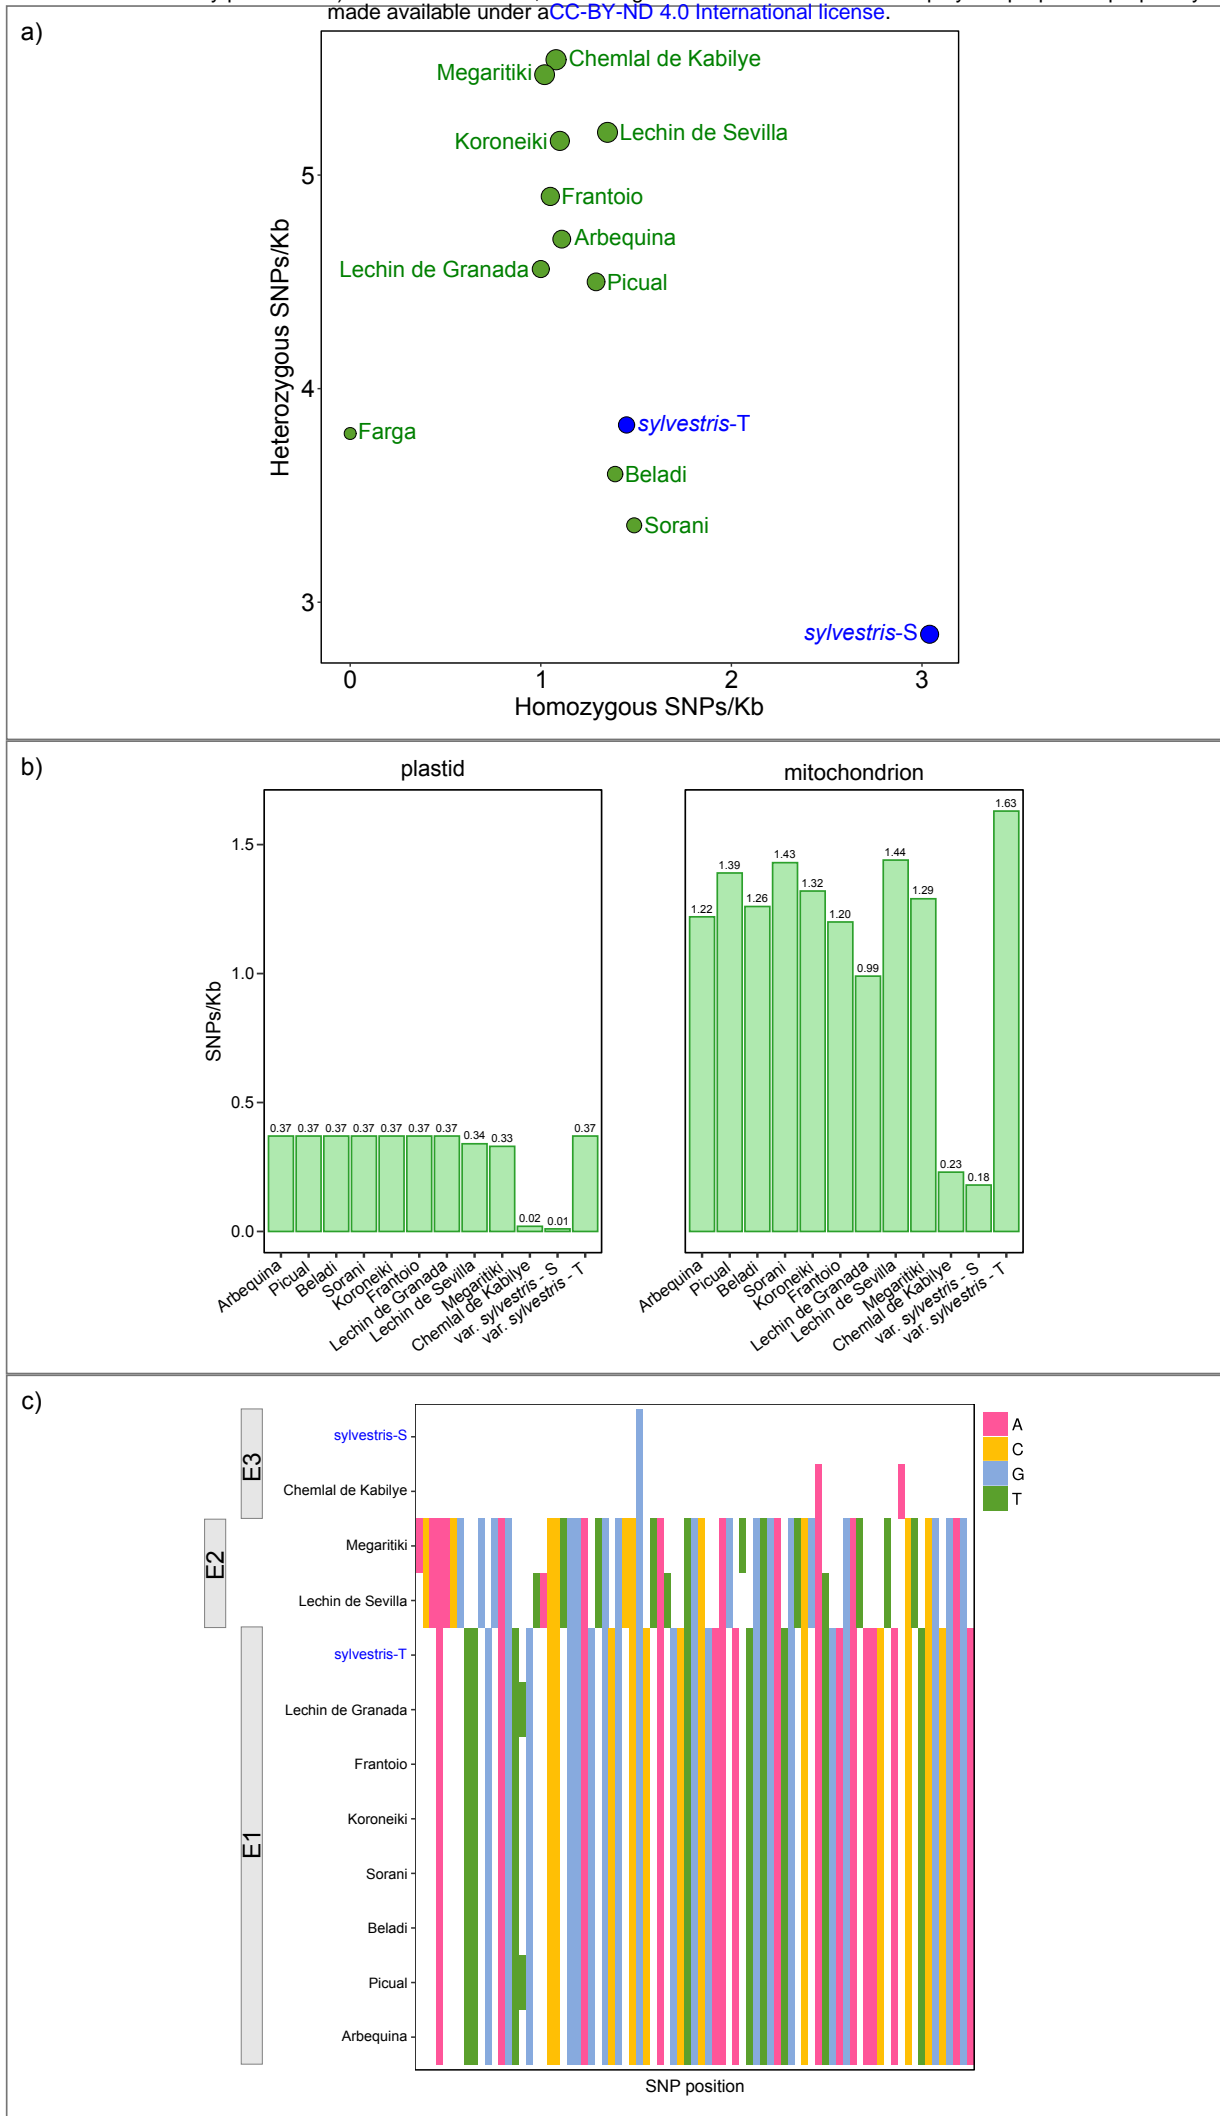 made available under aCC-BY-ND 4.0 International license.
a)
Chemlal de Kabilye
Megaritiki
Lechin de Sevilla
Koroneiki
5
Frantoio
Arbequina
Lechin de Granada
Picual
Heterozygous SNPs/Kb
4
sylvestris-T
Farga
Beladi
Sorani
3
sylvestris-S
0 1 2 3
Homozygous SNPs/Kb
b)
plastid
mitochondrion
SNPs/Kb
1.5
1.0
0.5
0.0
0.37 0.37 0.37 0.37 0.37 0.37 0.37 0.34 0.33 0.02 0.01 0.37
1.22 1.39 1.26 1.43 1.32 1.20 0.99 1.44 1.29 0.23 0.18 1.63
Arbequina
Picual
Beladi
Sorani
Koroneiki
Frantoio
Lechin de Granada
Lechin de Sevilla
Megaritiki
Chemlal de Kabilye
var. sylvestris - S
var. sylvestris - T
Arbequina
Picual
Beladi
Sorani
Koroneiki
Frantoio
Lechin de Granada
Lechin de Sevilla
Megaritiki
Chemlal de Kabilye
var. sylvestris - S
var. sylvestris - T
c)
E3
E2
E1
sylvestris-S
Chemlal de Kabilye
Megaritiki
Lechin de Sevilla
sylvestris-T
Lechin de Granada
Frantoio
Koroneiki
Sorani
Beladi
Picual
Arbequina
A
C
G
T
SNP position